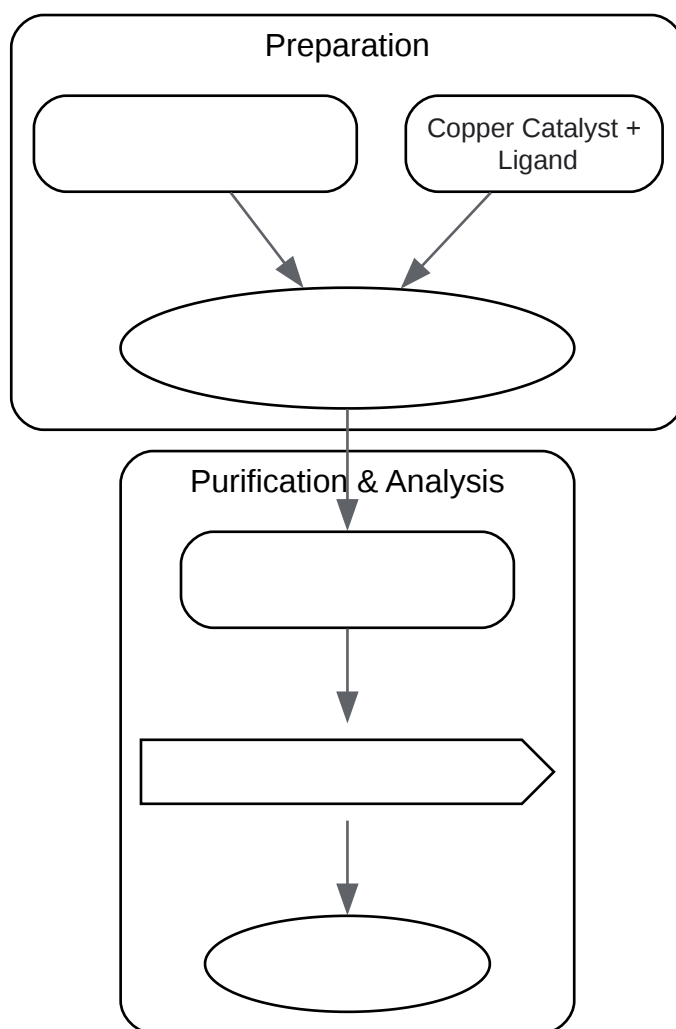 Preparation
Copper Catalyst +
Ligand
Purification & Analysis